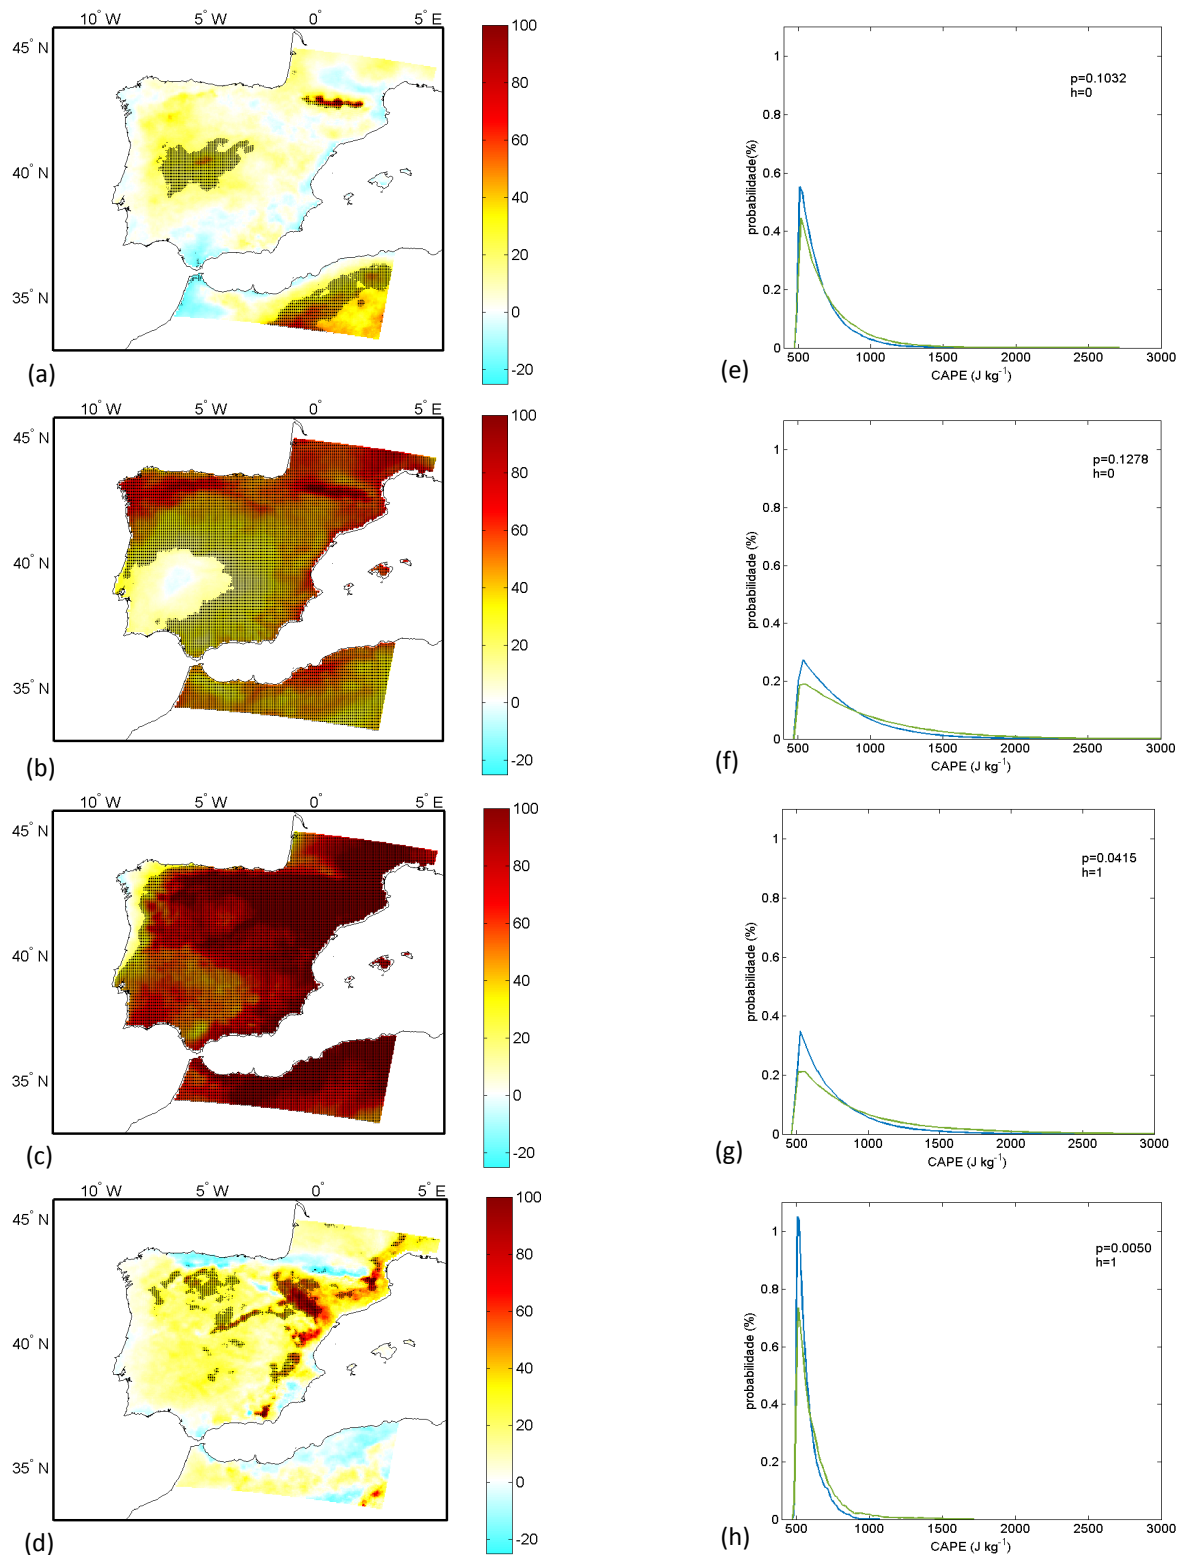 10° W 5° W 0° 5° E
45° N
40° N
35° N
100
80
60
40
20
0
-20
(a)
1
0.8
0.6
0.4
0.2
0
probabilidade(%)
p=0.1032
h=0
500 1000 1500 2000 2500 3000
CAPE (J kg⁻¹)
(e)
10° W 5° W 0° 5° E
45° N
40° N
35° N
100
80
60
40
20
0
-20
(b)
1
0.8
0.6
0.4
0.2
0
probabilidade (%)
p=0.1278
h=0
500 1000 1500 2000 2500 3000
CAPE (J kg⁻¹)
(f)
10° W 5° W 0° 5° E
45° N
40° N
35° N
100
80
60
40
20
0
-20
(c)
1
0.8
0.6
0.4
0.2
0
probabilidade (%)
p=0.0415
h=1
500 1000 1500 2000 2500 3000
CAPE (J kg⁻¹)
(g)
10° W 5° W 0° 5° E
45° N
40° N
35° N
100
80
60
40
20
0
-20
(d)
1
0.8
0.6
0.4
0.2
0
probabilidade (%)
p=0.0050
h=1
500 1000 1500 2000 2500 3000
CAPE (J kg⁻¹)
(h)